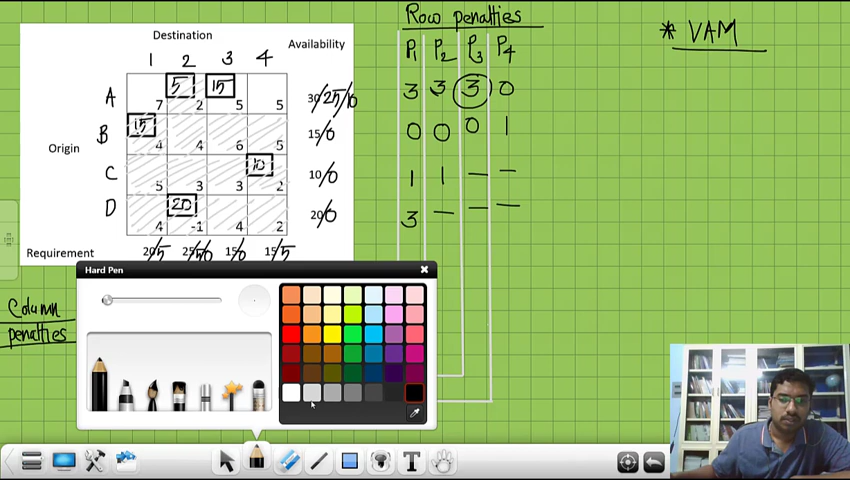 Row penalties
* VAM
Destination
1 2 3 4 Availability
P1 P2 P3 P4
A 5 15 30/25/10
7 2 5 5
3 3 3 0
B 15 15/0
4 4 6 5
0 0 0 1
Origin
C 10 10/0
5 3 3 2
1 1 — —
D 20 20/0
4 -1 4 2
3 — — —
Requirement 20/5 25/5/0 15/0 15/5
Hard Pen
Column
penalties
T